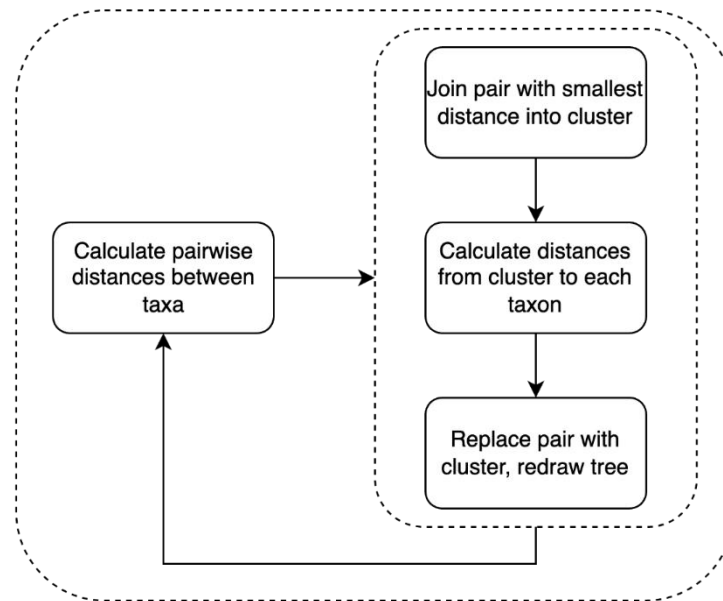 Join pair with smallest
distance into cluster
Calculate pairwise
distances between
taxa
Calculate distances
from cluster to each
taxon
Replace pair with
cluster, redraw tree